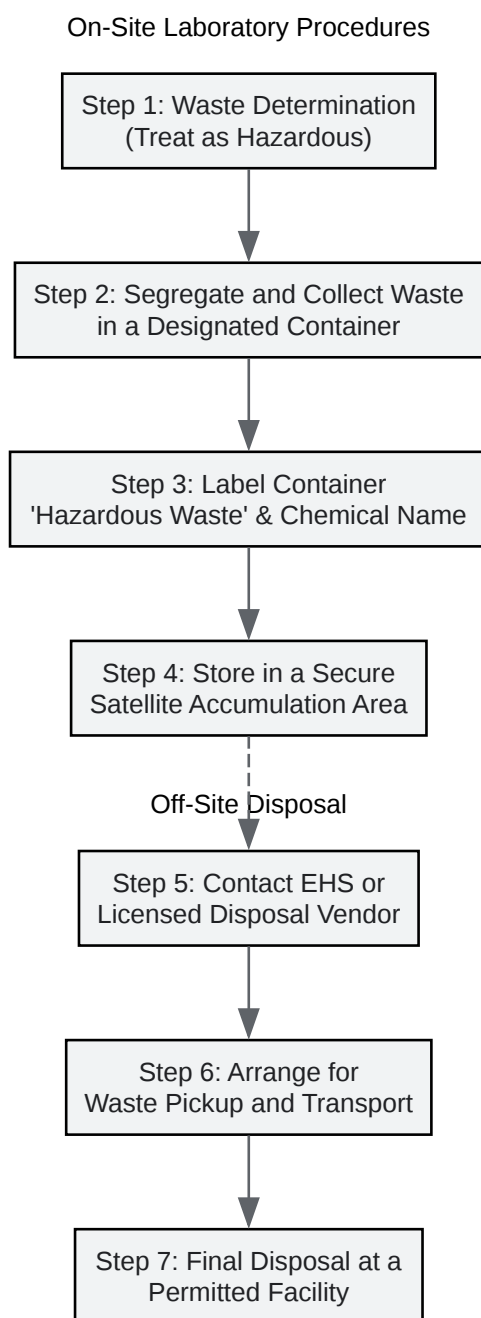 On-Site Laboratory Procedures
Step 1: Waste Determination
(Treat as Hazardous)
Step 2: Segregate and Collect Waste
in a Designated Container
Step 3: Label Container
'Hazardous Waste' & Chemical Name
Step 4: Store in a Secure
Satellite Accumulation Area
Off-Site Disposal
Step 5: Contact EHS or
Licensed Disposal Vendor
Step 6: Arrange for
Waste Pickup and Transport
Step 7: Final Disposal at a
Permitted Facility